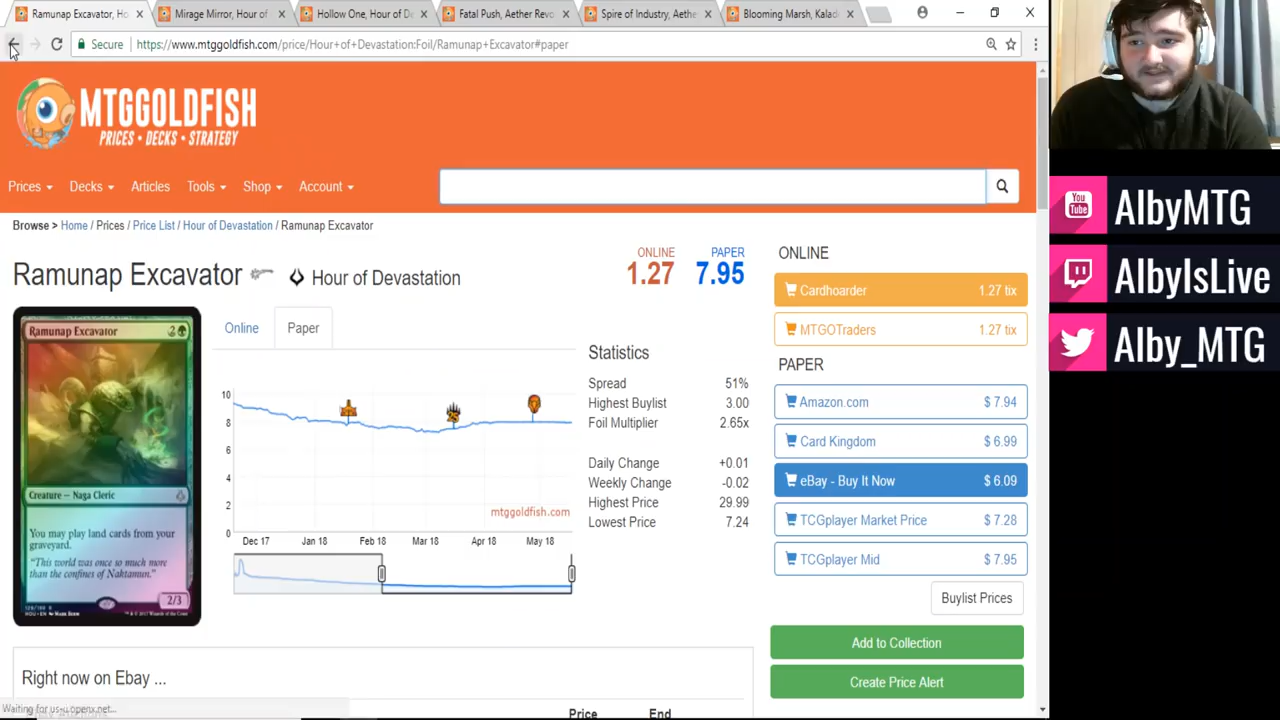 Ramunap Excavator, Ho
Mirage Mirror, Hour of
Hollow One, Hour of De
Fatal Push, Aether Revo
Spire of Industry, Aethe
Blooming Marsh, Kalad
Secure
https://www.mtggoldfish.com/price/Hour+of+Devastation:Foil/Ramunap+Excavator#paper
MTGGOLDFISH
PRICES • DECKS • STRATEGY
Prices Decks Articles Tools Shop Account
Browse > Home / Prices / Price List / Hour of Devastation / Ramunap Excavator
Ramunap Excavator
Hour of Devastation
ONLINE
1.27
PAPER
7.95
Ramunap Excavator
Creature — Naga Cleric
You may play land cards from your
graveyard.
"This world was once so much more
than the confines of Naktamun."
2/3
Online
Paper
10
8
6
4
2
0
mtggoldfish.com
Dec 17 Jan 18 Feb 18 Mar 18 Apr 18 May 18
Statistics
Spread 51%
Highest Buylist 3.00
Foil Multiplier 2.65x
Daily Change +0.01
Weekly Change -0.02
Highest Price 29.99
Lowest Price 7.24
ONLINE
Cardhoarder 1.27 tix
MTGOTraders 1.27 tix
PAPER
Amazon.com $ 7.94
Card Kingdom $ 6.99
eBay - Buy It Now $ 6.09
TCGplayer Market Price $ 7.28
TCGplayer Mid $ 7.95
Buylist Prices
Add to Collection
Create Price Alert
Right now on Ebay ...
Price End
You
Tube
AlbyMTG
AlbyIsLive
Alby_MTG